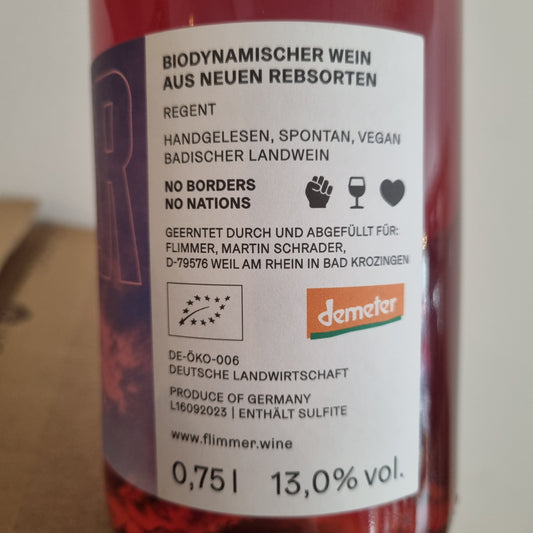 R
BIODYNAMISCHER WEIN
AUS NEUEN REBSORTEN
REGENT
HANDGELESEN, SPONTAN, VEGAN
BADISCHER LANDWEIN
NO BORDERS
NO NATIONS
GEERNTET DURCH UND ABGEFÜLLT FÜR:
FLIMMER, MARTIN SCHRADER,
D-79576 WEIL AM RHEIN IN BAD KROZINGEN
demeter
DE-ÖKO-006
DEUTSCHE LANDWIRTSCHAFT
PRODUCE OF GERMANY
L16092023 | ENTHÄLT SULFITE
www.flimmer.wine
0,75 l 13,0% vol.